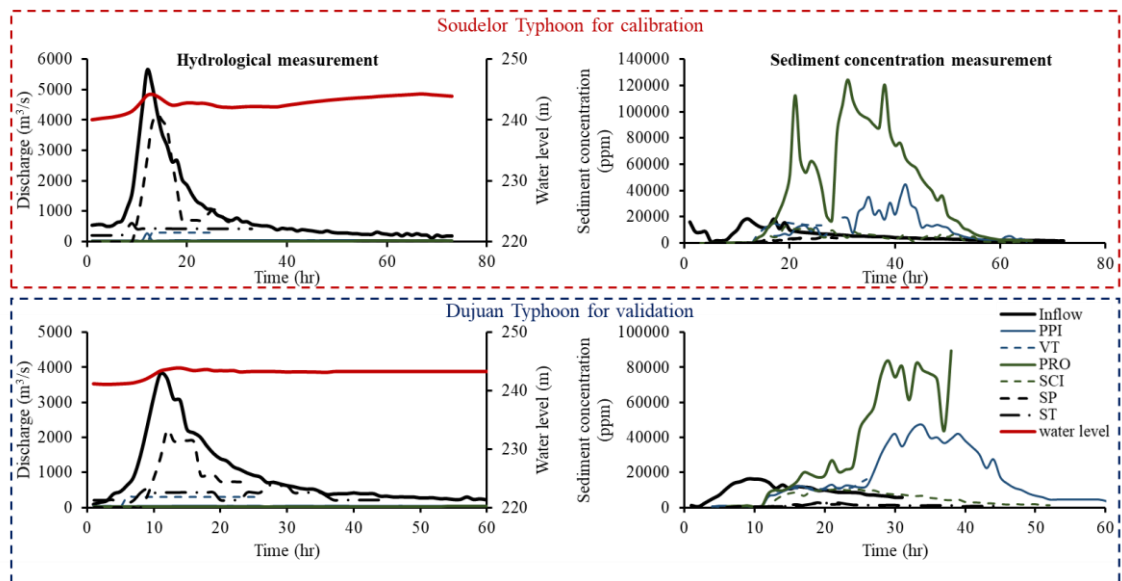 Soudelor Typhoon for calibration
Hydrological measurement
6000
5000
4000
3000
2000
1000
0
Discharge (m³/s)
250
240
230
220
Water level (m)
0 20 40 60 80
Time (hr)
Sediment concentration measurement
140000
120000
100000
80000
60000
40000
20000
0
Sediment concentration
(ppm)
0 20 40 60 80
Time (hr)
Dujuan Typhoon for validation
5000
4000
3000
2000
1000
0
Discharge (m³/s)
250
240
230
220
Water level (m)
0 10 20 30 40 50 60
Time (hr)
100000
80000
60000
40000
20000
0
Sediment concentration
(ppm)
0 10 20 30 40 50 60
Time (hr)
Inflow
PPI
VT
PRO
SCI
SP
ST
water level